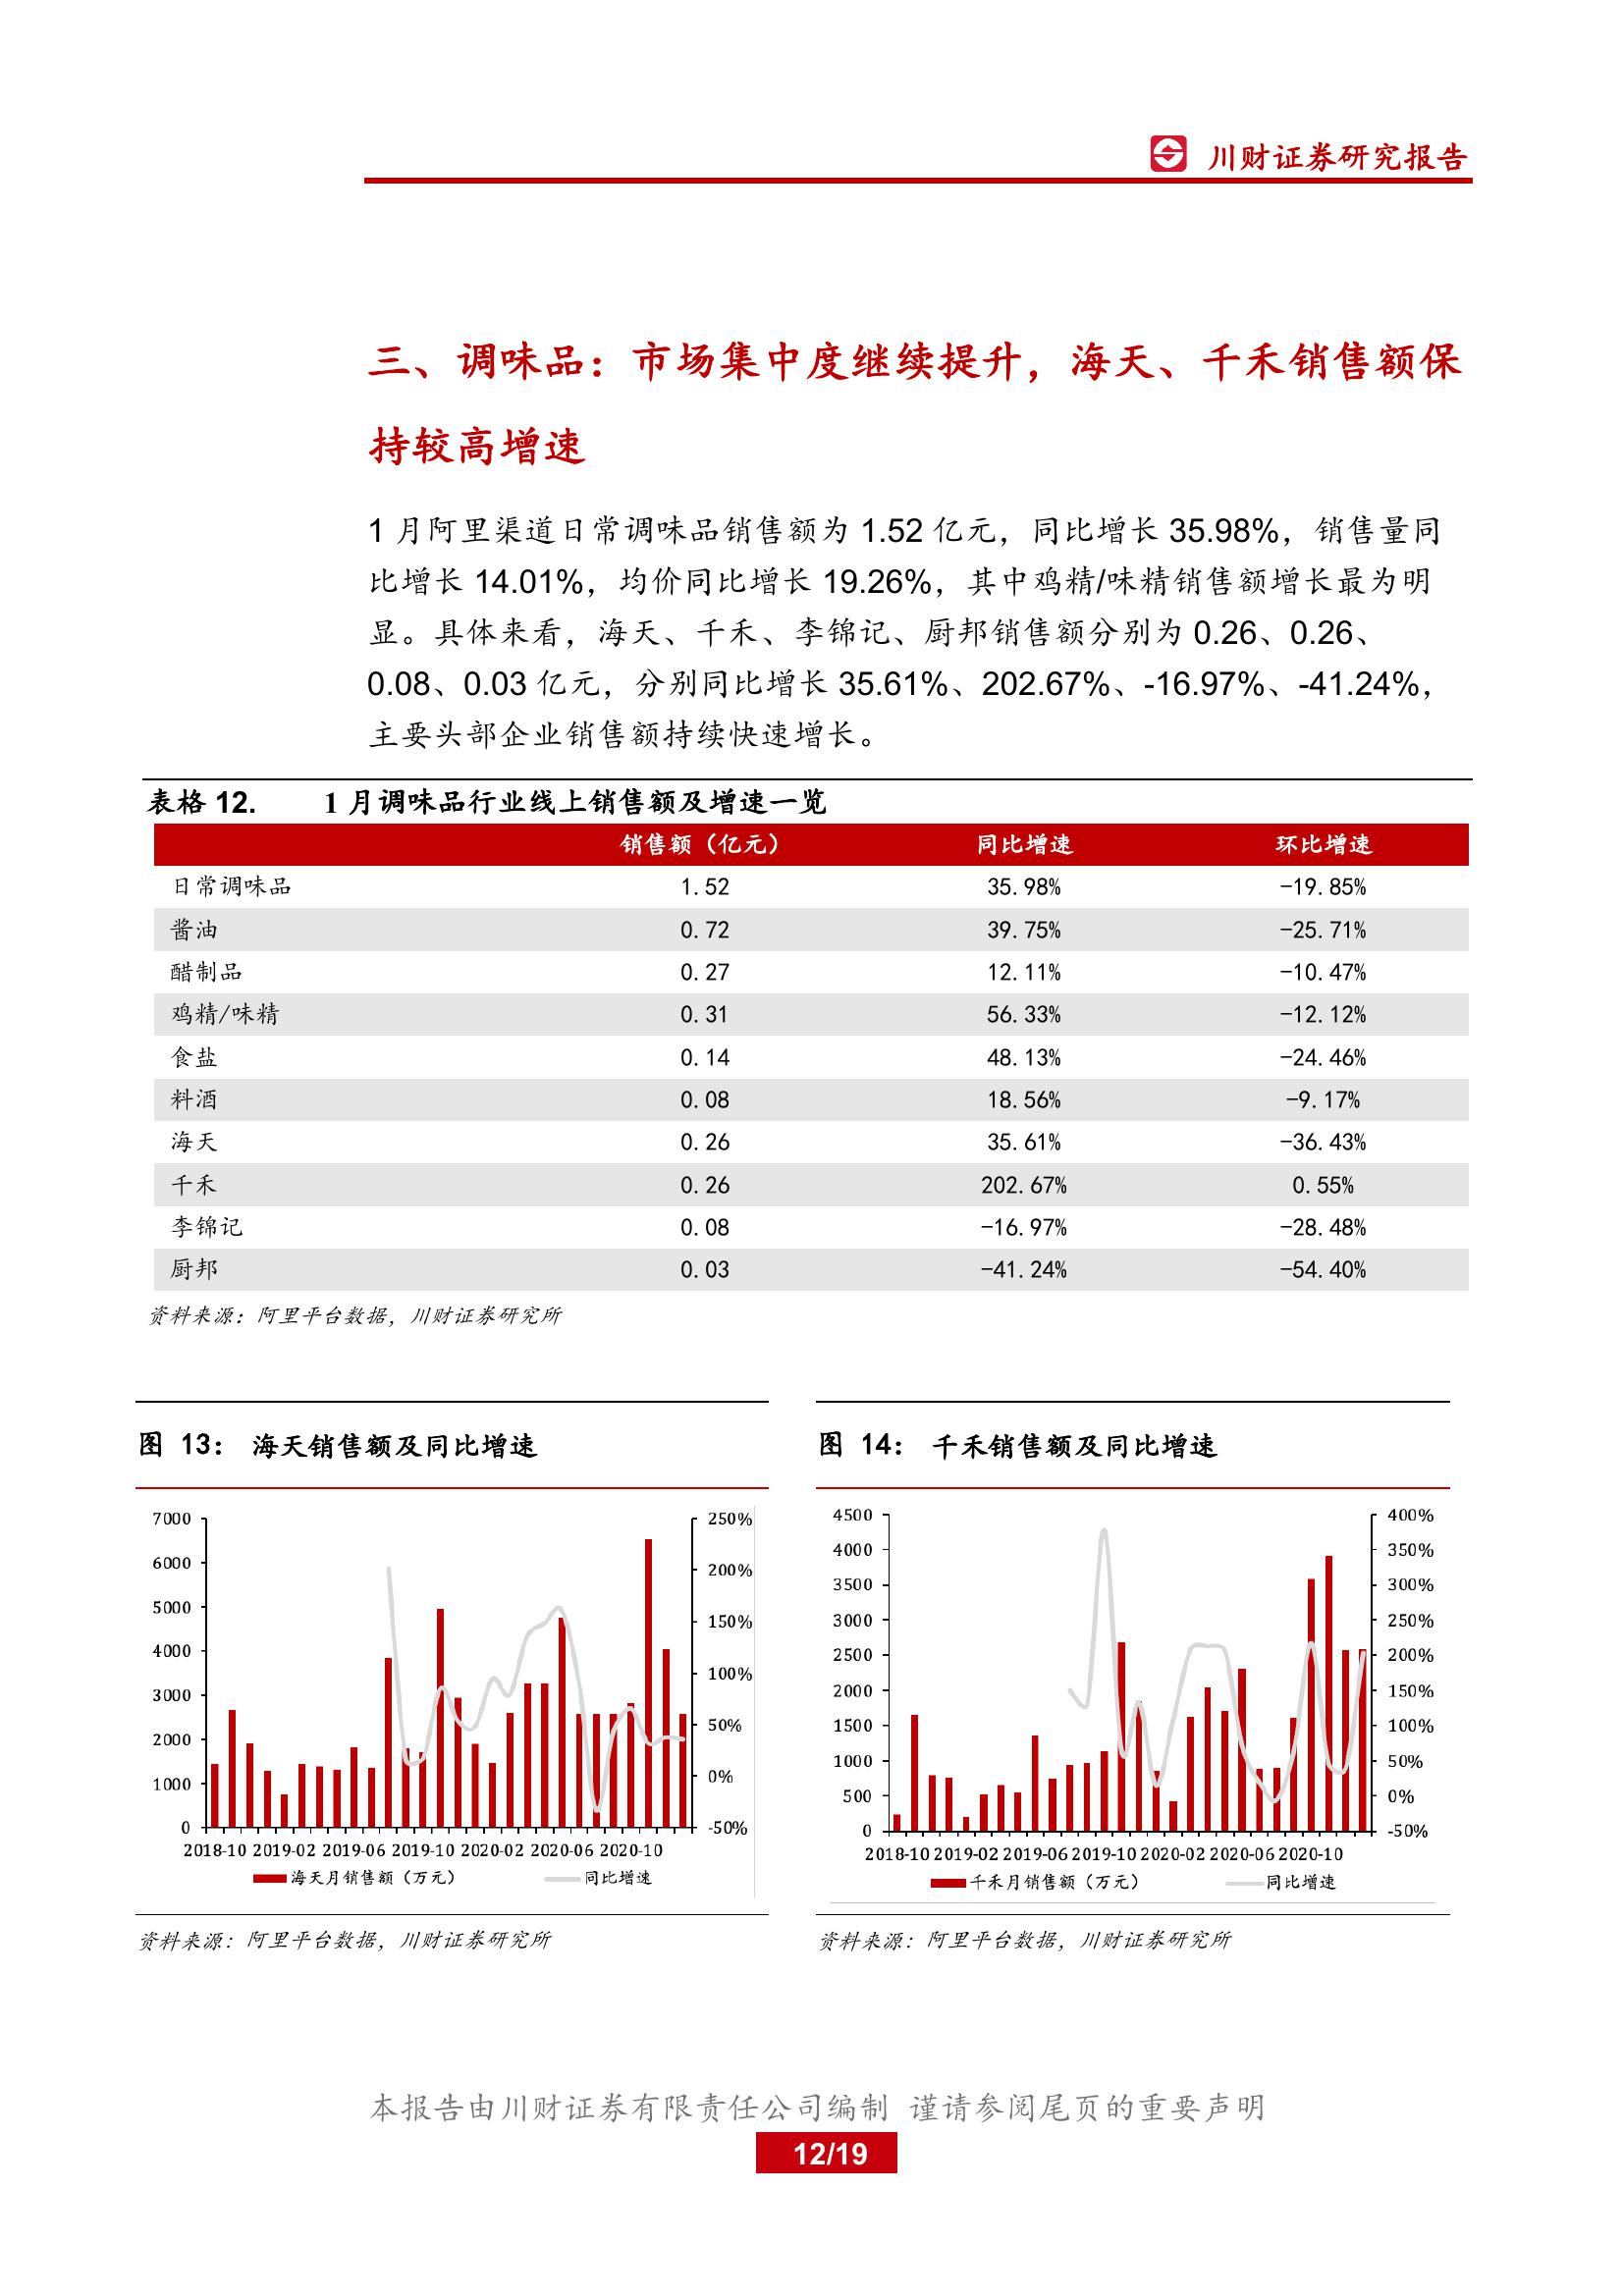 川财证券研究报告
三、调味品：市场集中度继续提升，海天、千禾销售额保
持较高增速
1 月阿里渠道日常调味品销售额为 1.52 亿元，同比增长 35.98%，销售量同
比增长 14.01%，均价同比增长 19.26%，其中鸡精/味精销售额增长最为明
显。具体来看，海天、千禾、李锦记、厨邦销售额分别为 0.26、0.26、
0.08、0.03 亿元，分别同比增长 35.61%、202.67%、-16.97%、-41.24%，
主要头部企业销售额持续快速增长。
表格 12. 1 月调味品行业线上销售额及增速一览
销售额（亿元） 同比增速 环比增速
日常调味品 1.52 35.98% -19.85%
酱油 0.72 39.75% -25.71%
醋制品 0.27 12.11% -10.47%
鸡精/味精 0.31 56.33% -12.12%
食盐 0.14 48.13% -24.46%
料酒 0.08 18.56% -9.17%
海天 0.26 35.61% -36.43%
千禾 0.26 202.67% 0.55%
李锦记 0.08 -16.97% -28.48%
厨邦 0.03 -41.24% -54.40%
资料来源：阿里平台数据，川财证券研究所
图 13： 海天销售额及同比增速
7000 250%
6000 200%
5000 150%
4000 100%
3000 50%
2000 0%
1000 -50%
0
2018-10 2019-02 2019-06 2019-10 2020-02 2020-06 2020-10
海天月销售额（万元） 同比增速
资料来源：阿里平台数据，川财证券研究所
图 14： 千禾销售额及同比增速
4500 400%
4000 350%
3500 300%
3000 250%
2500 200%
2000 150%
1500 100%
1000 50%
500 0%
0 -50%
2018-10 2019-02 2019-06 2019-10 2020-02 2020-06 2020-10
千禾月销售额（万元） 同比增速
资料来源：阿里平台数据，川财证券研究所
本报告由川财证券有限责任公司编制 谨请参阅尾页的重要声明
12/19